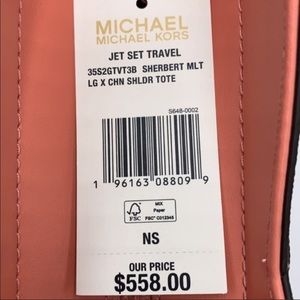 MICHAEL
MICHAEL KORS
JET SET TRAVEL
35S2GTVT3B SHERBERT MLT
LG X CHN SHLDR TOTE
S648-0002
1 96163 08809 9
FSC
MIX
Paper
FSC® C012345
NS
OUR PRICE
$558.00